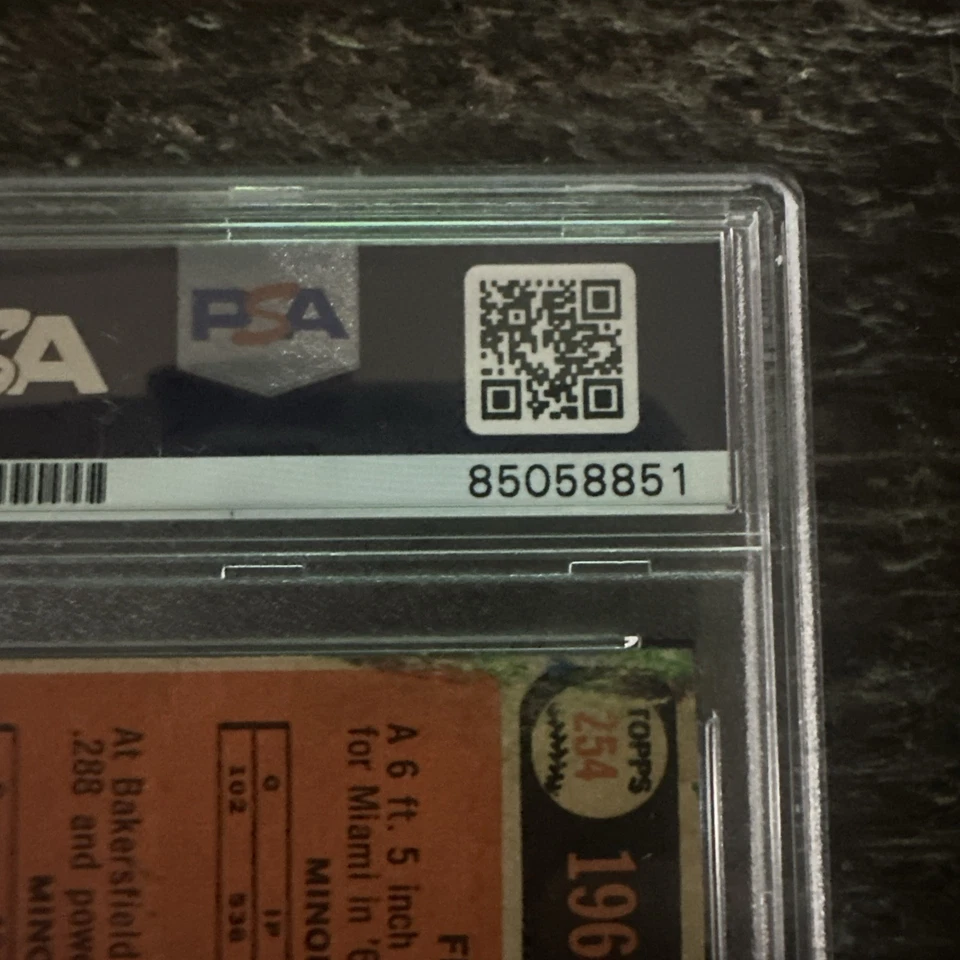 SA
PSA
85058851
TOPPS
254
196
A 6 ft. 5 inch
for Miami in '6
MINO
G IP
102 538
At Bakersfield
.288 and pow
MINO